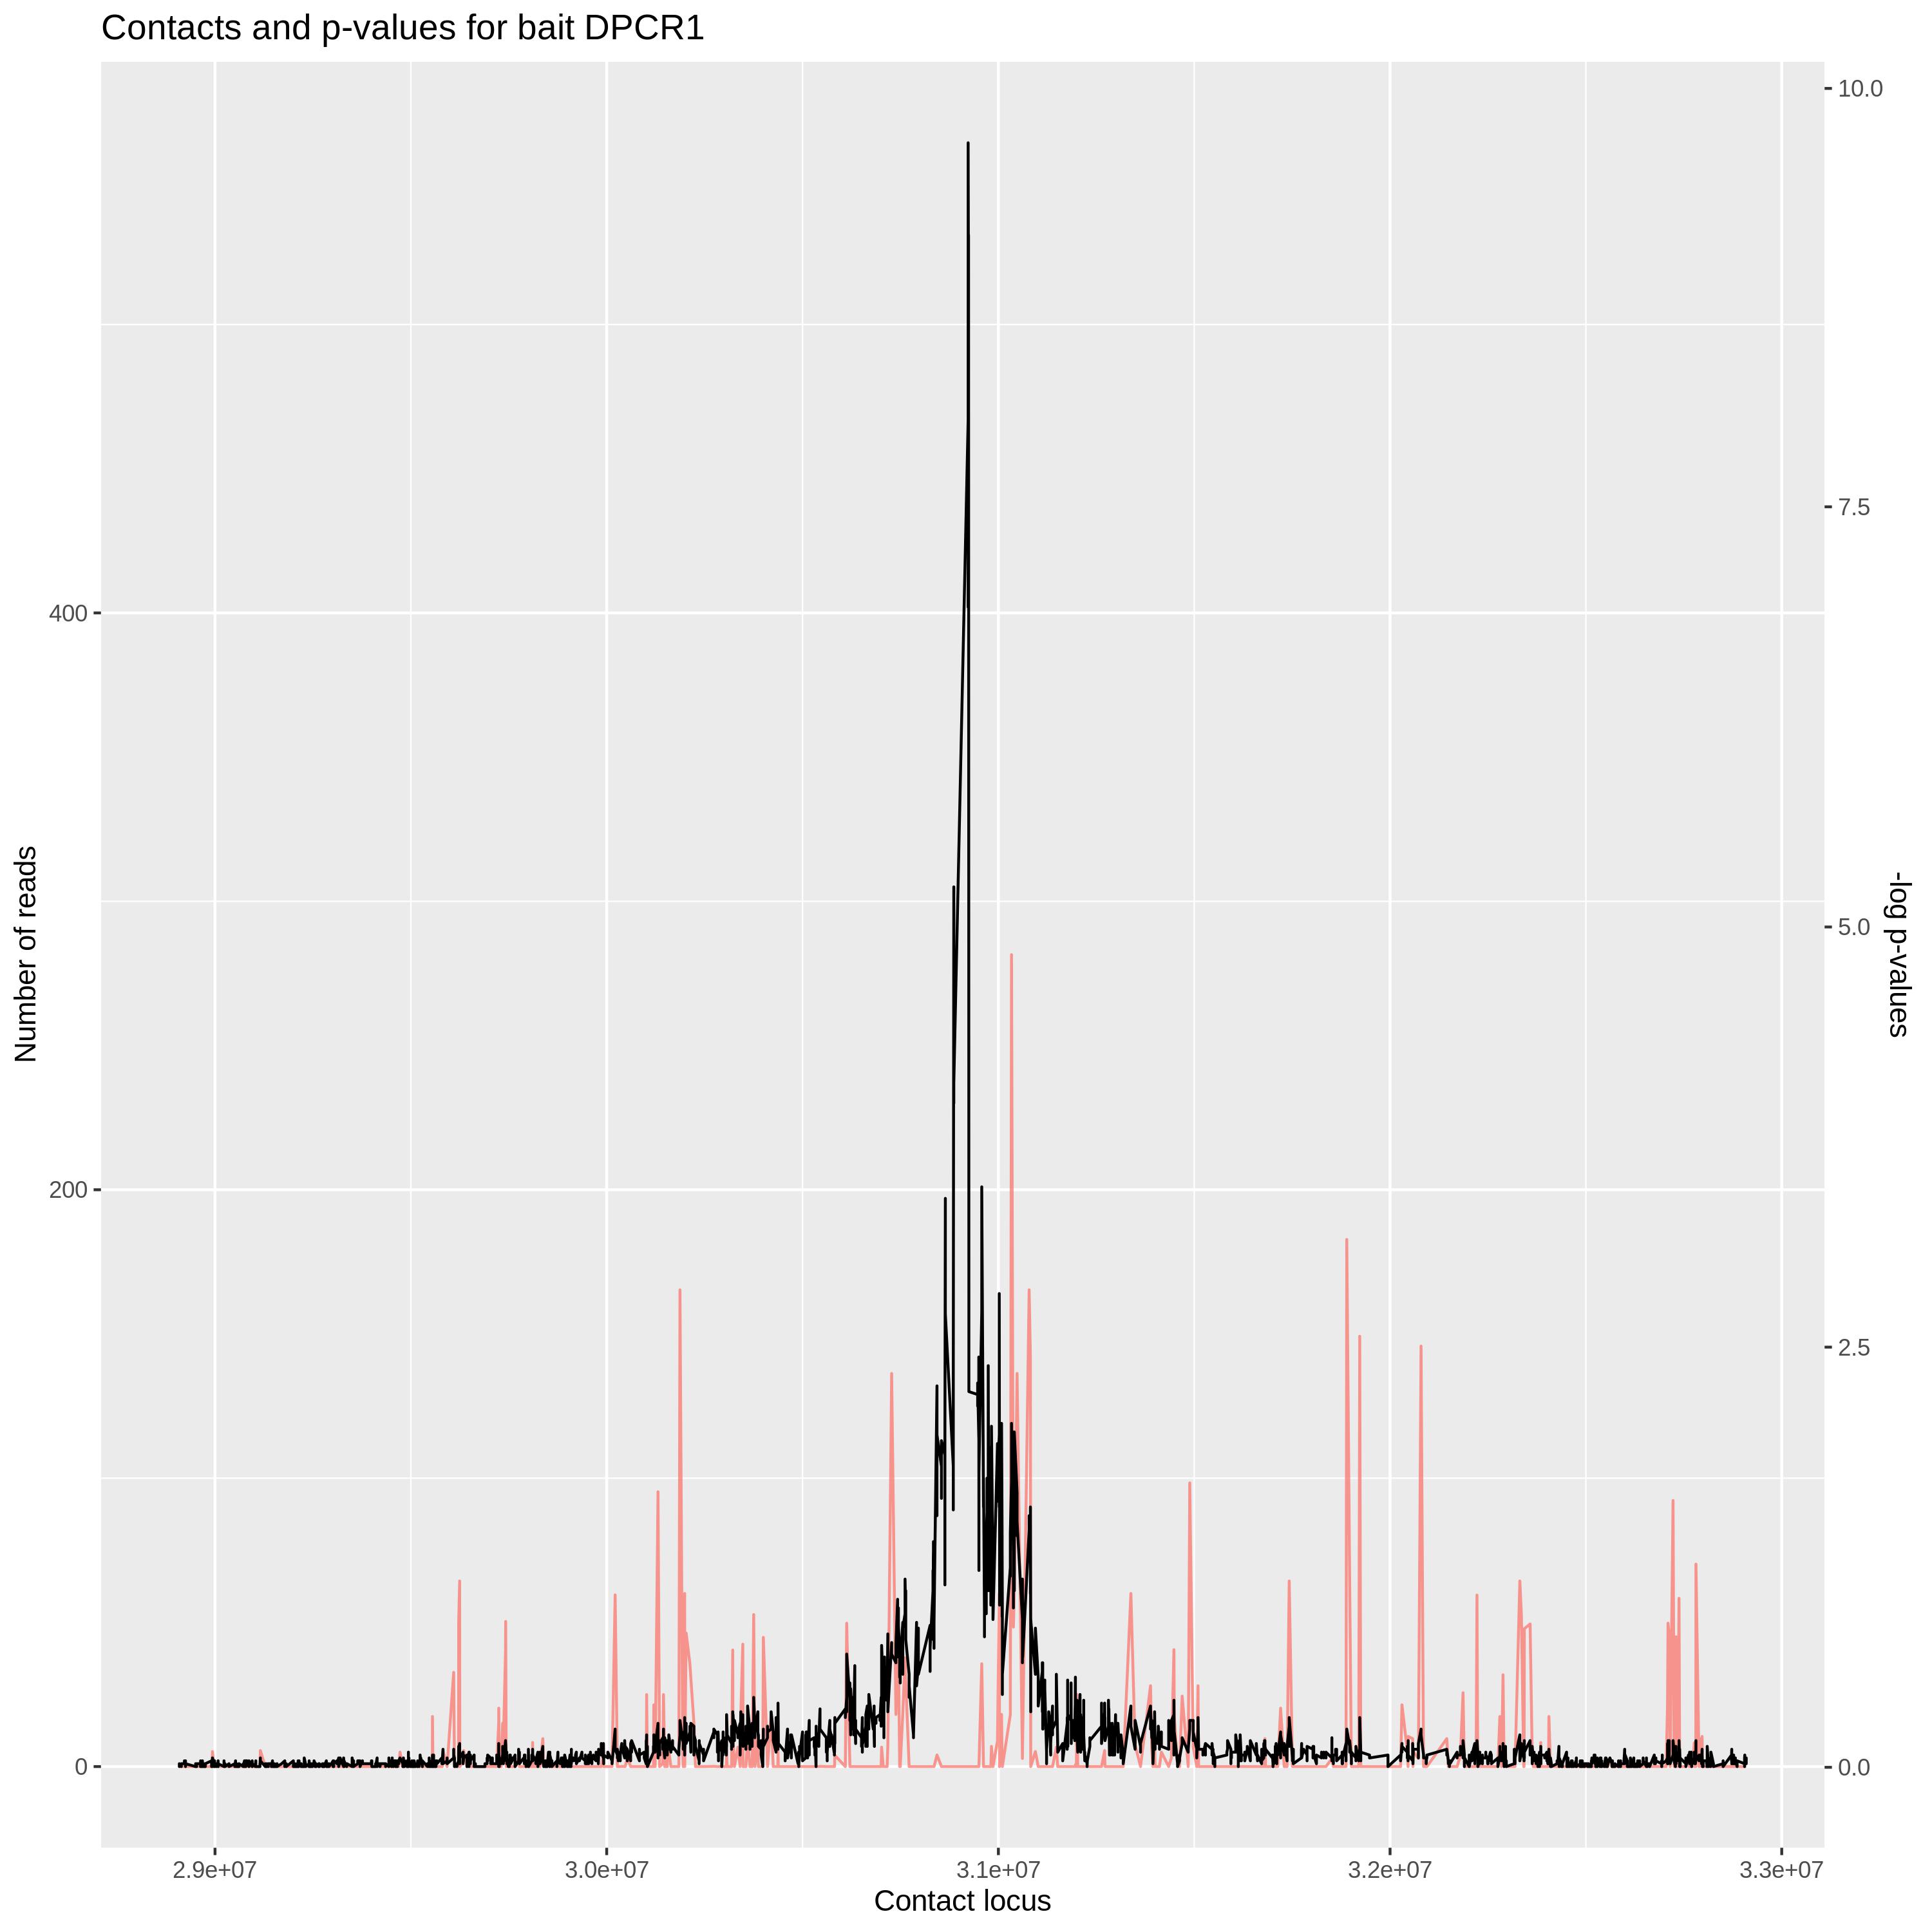 Contacts and p-values for bait DPCR1
Number of reads
400
200
0
10.0
7.5
5.0
2.5
0.0
-log p-values
2.9e+07
3.0e+07
3.1e+07
3.2e+07
3.3e+07
Contact locus